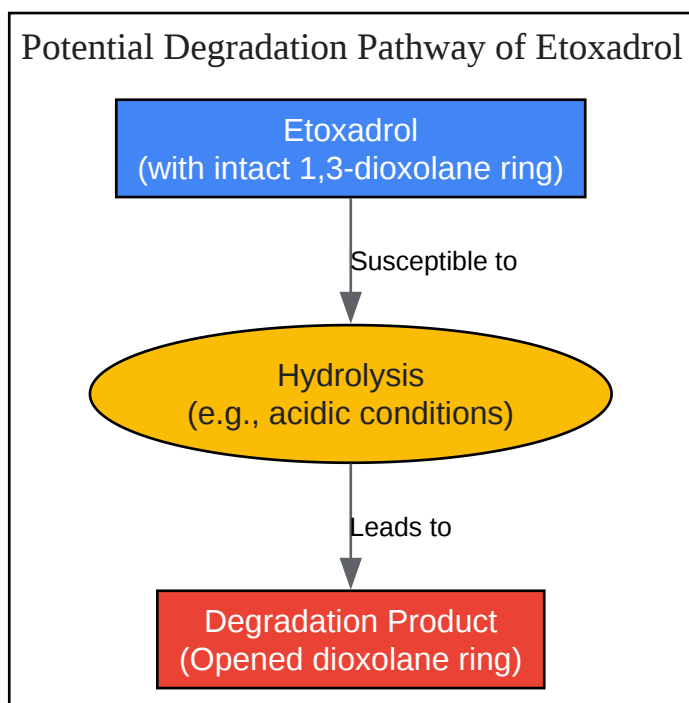 Potential Degradation Pathway of Etoxadrol
Etoxadrol
(with intact 1,3-dioxolane ring)
Susceptible to
Hydrolysis
(e.g., acidic conditions)
Leads to
Degradation Product
(Opened dioxolane ring)